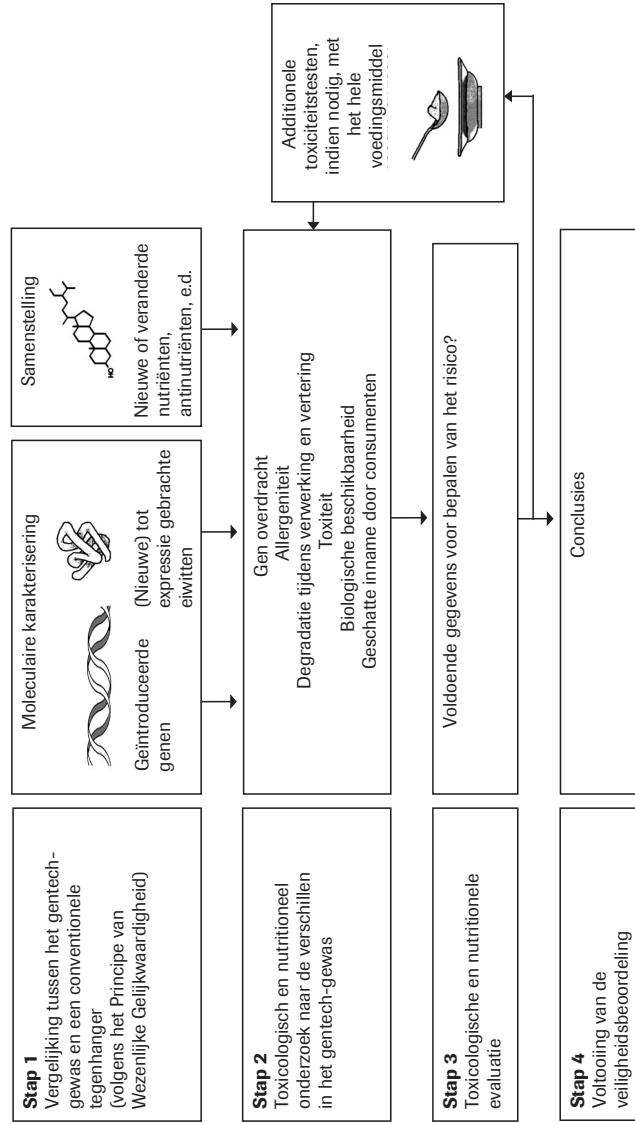 Stap 1
Vergelijking tussen het gentech-
gewas en een conventionele
tegenhanger
(volgens het Principe van
Wezenlijke Gelijkwaardigheid)
Moleculaire karakterisering
Geïntroduceerde
genen
(Nieuwe) tot
expressie gebrachte
eiwitten
Samenstelling
HO
Nieuwe of veranderde
nutriënten,
antinutriënten, e.d.
Stap 2
Toxicologisch en nutritioneel
onderzoek naar de verschillen
in het gentech-gewas
Gen overdracht
Allergeniteit
Degradatie tijdens verwerking en vertering
Toxiteit
Biologische beschikbaarheid
Geschatte inname door consumenten
Additionele
toxiciteitstesten,
indien nodig, met
het hele
voedingsmiddel
Stap 3
Toxicologische en nutritionele
evaluatie
Voldoende gegevens voor bepalen van het risico?
Stap 4
Voltooiing van de
veiligheidsbeoordeling
Conclusies